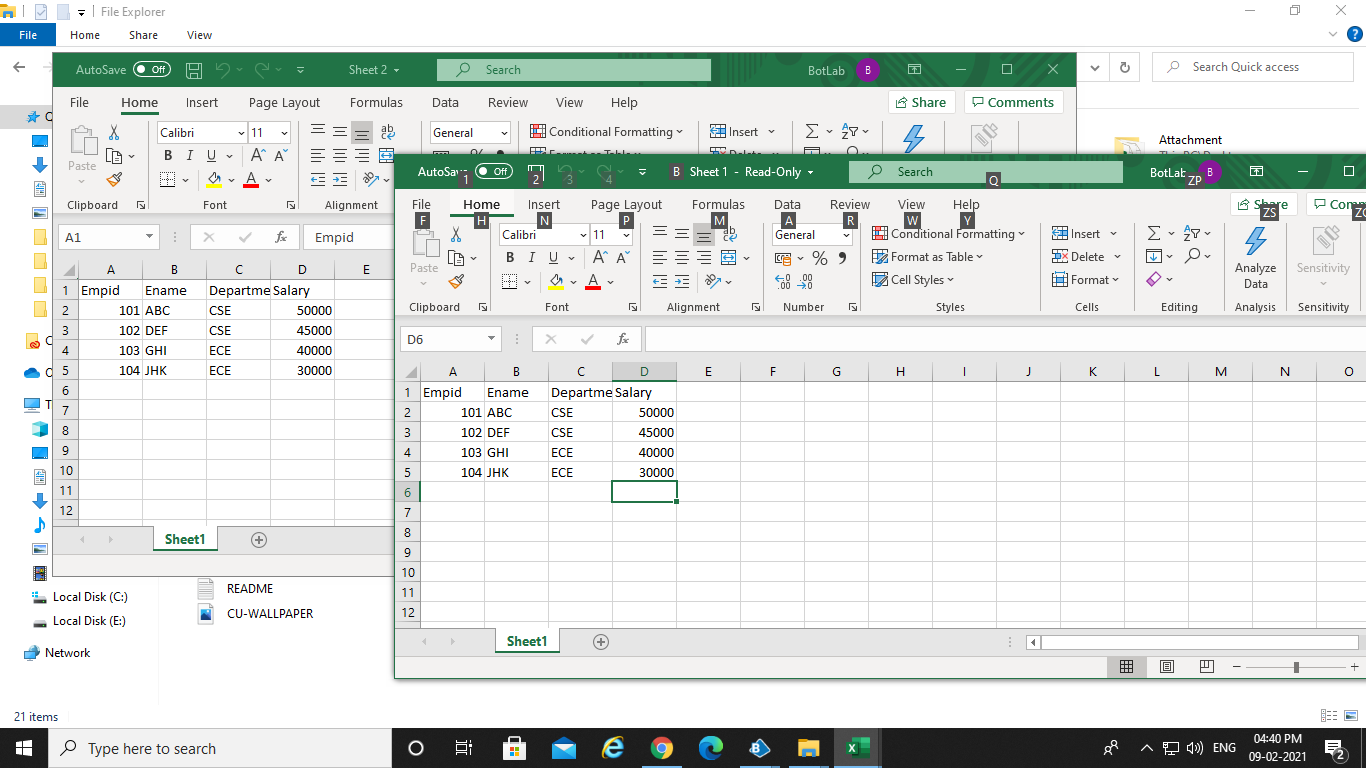 File Explorer
File Home Share View
Search Quick access
AutoSave Off Sheet 2 Search BotLab B
File Home Insert Page Layout Formulas Data Review View Help Share Comments
Paste Calibri 11 General Conditional Formatting Insert
B I U A A ab
Clipboard Font Alignment
A1 fx Empid
A B C D E
1 Empid Ename Departme Salary
2 101 ABC CSE 50000
3 102 DEF CSE 45000
4 103 GHI ECE 40000
5 104 JHK ECE 30000
6
7
8
9
10
11
12
Sheet1
Attachment
Off Sheet 1 - Read-Only Search BotLab B
1 2 3 4 B Q ZP
File Home Insert Page Layout Formulas Data Review View Help Share
F H N P M A R W Y ZS
Paste Calibri 11 ab General Conditional Formatting Insert
B I U A A % Format as Table Delete
A Cell Styles Format
Analyze Data
Sensitivity
Clipboard Font Alignment Number Styles Cells Editing Analysis Sensitivity
D6 fx
A B C D E F G H I J K L M N O
1 Empid Ename Departme Salary
2 101 ABC CSE 50000
3 102 DEF CSE 45000
4 103 GHI ECE 40000
5 104 JHK ECE 30000
6
7
8
9
10
11
12
Sheet1
Local Disk (C:)
Local Disk (E:)
Network
README
CU-WALLPAPER
21 items
Type here to search
ENG
04:40 PM
09-02-2021
2